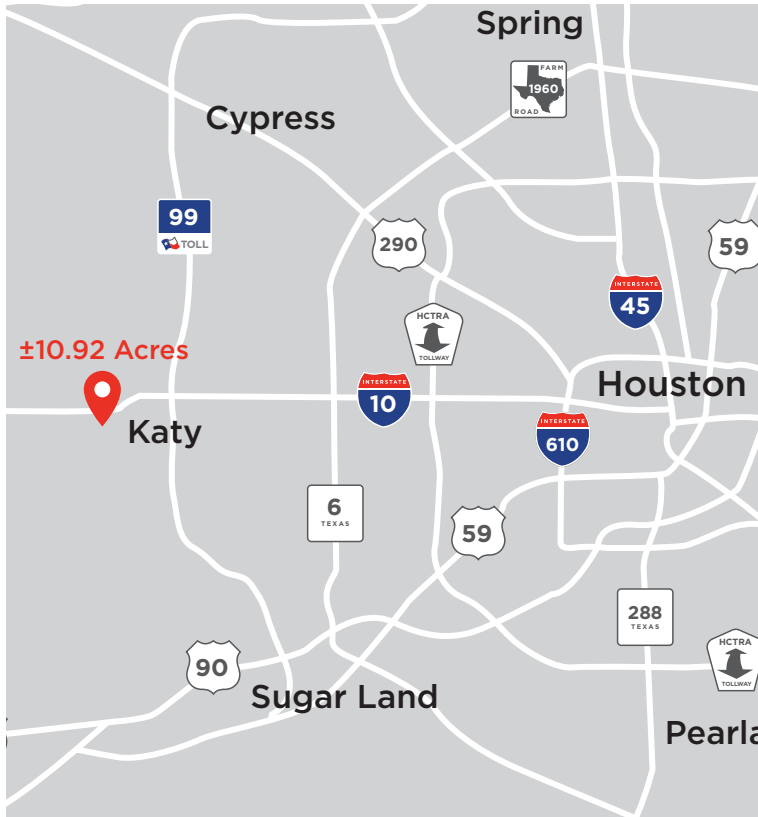 Spring
FARM
1960
ROAD
Cypress
99
TOLL
290
59
INTERSTATE
45
HCTRA
TOLLWAY
±10.92 Acres
INTERSTATE
10
Houston
Katy
INTERSTATE
610
6
TEXAS
59
288
TEXAS
HCTRA
TOLLWAY
90
Sugar Land
Pearla